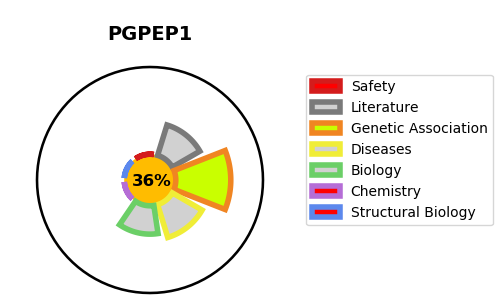 PGPEP1
36%
Safety
Literature
Genetic Association
Diseases
Biology
Chemistry
Structural Biology